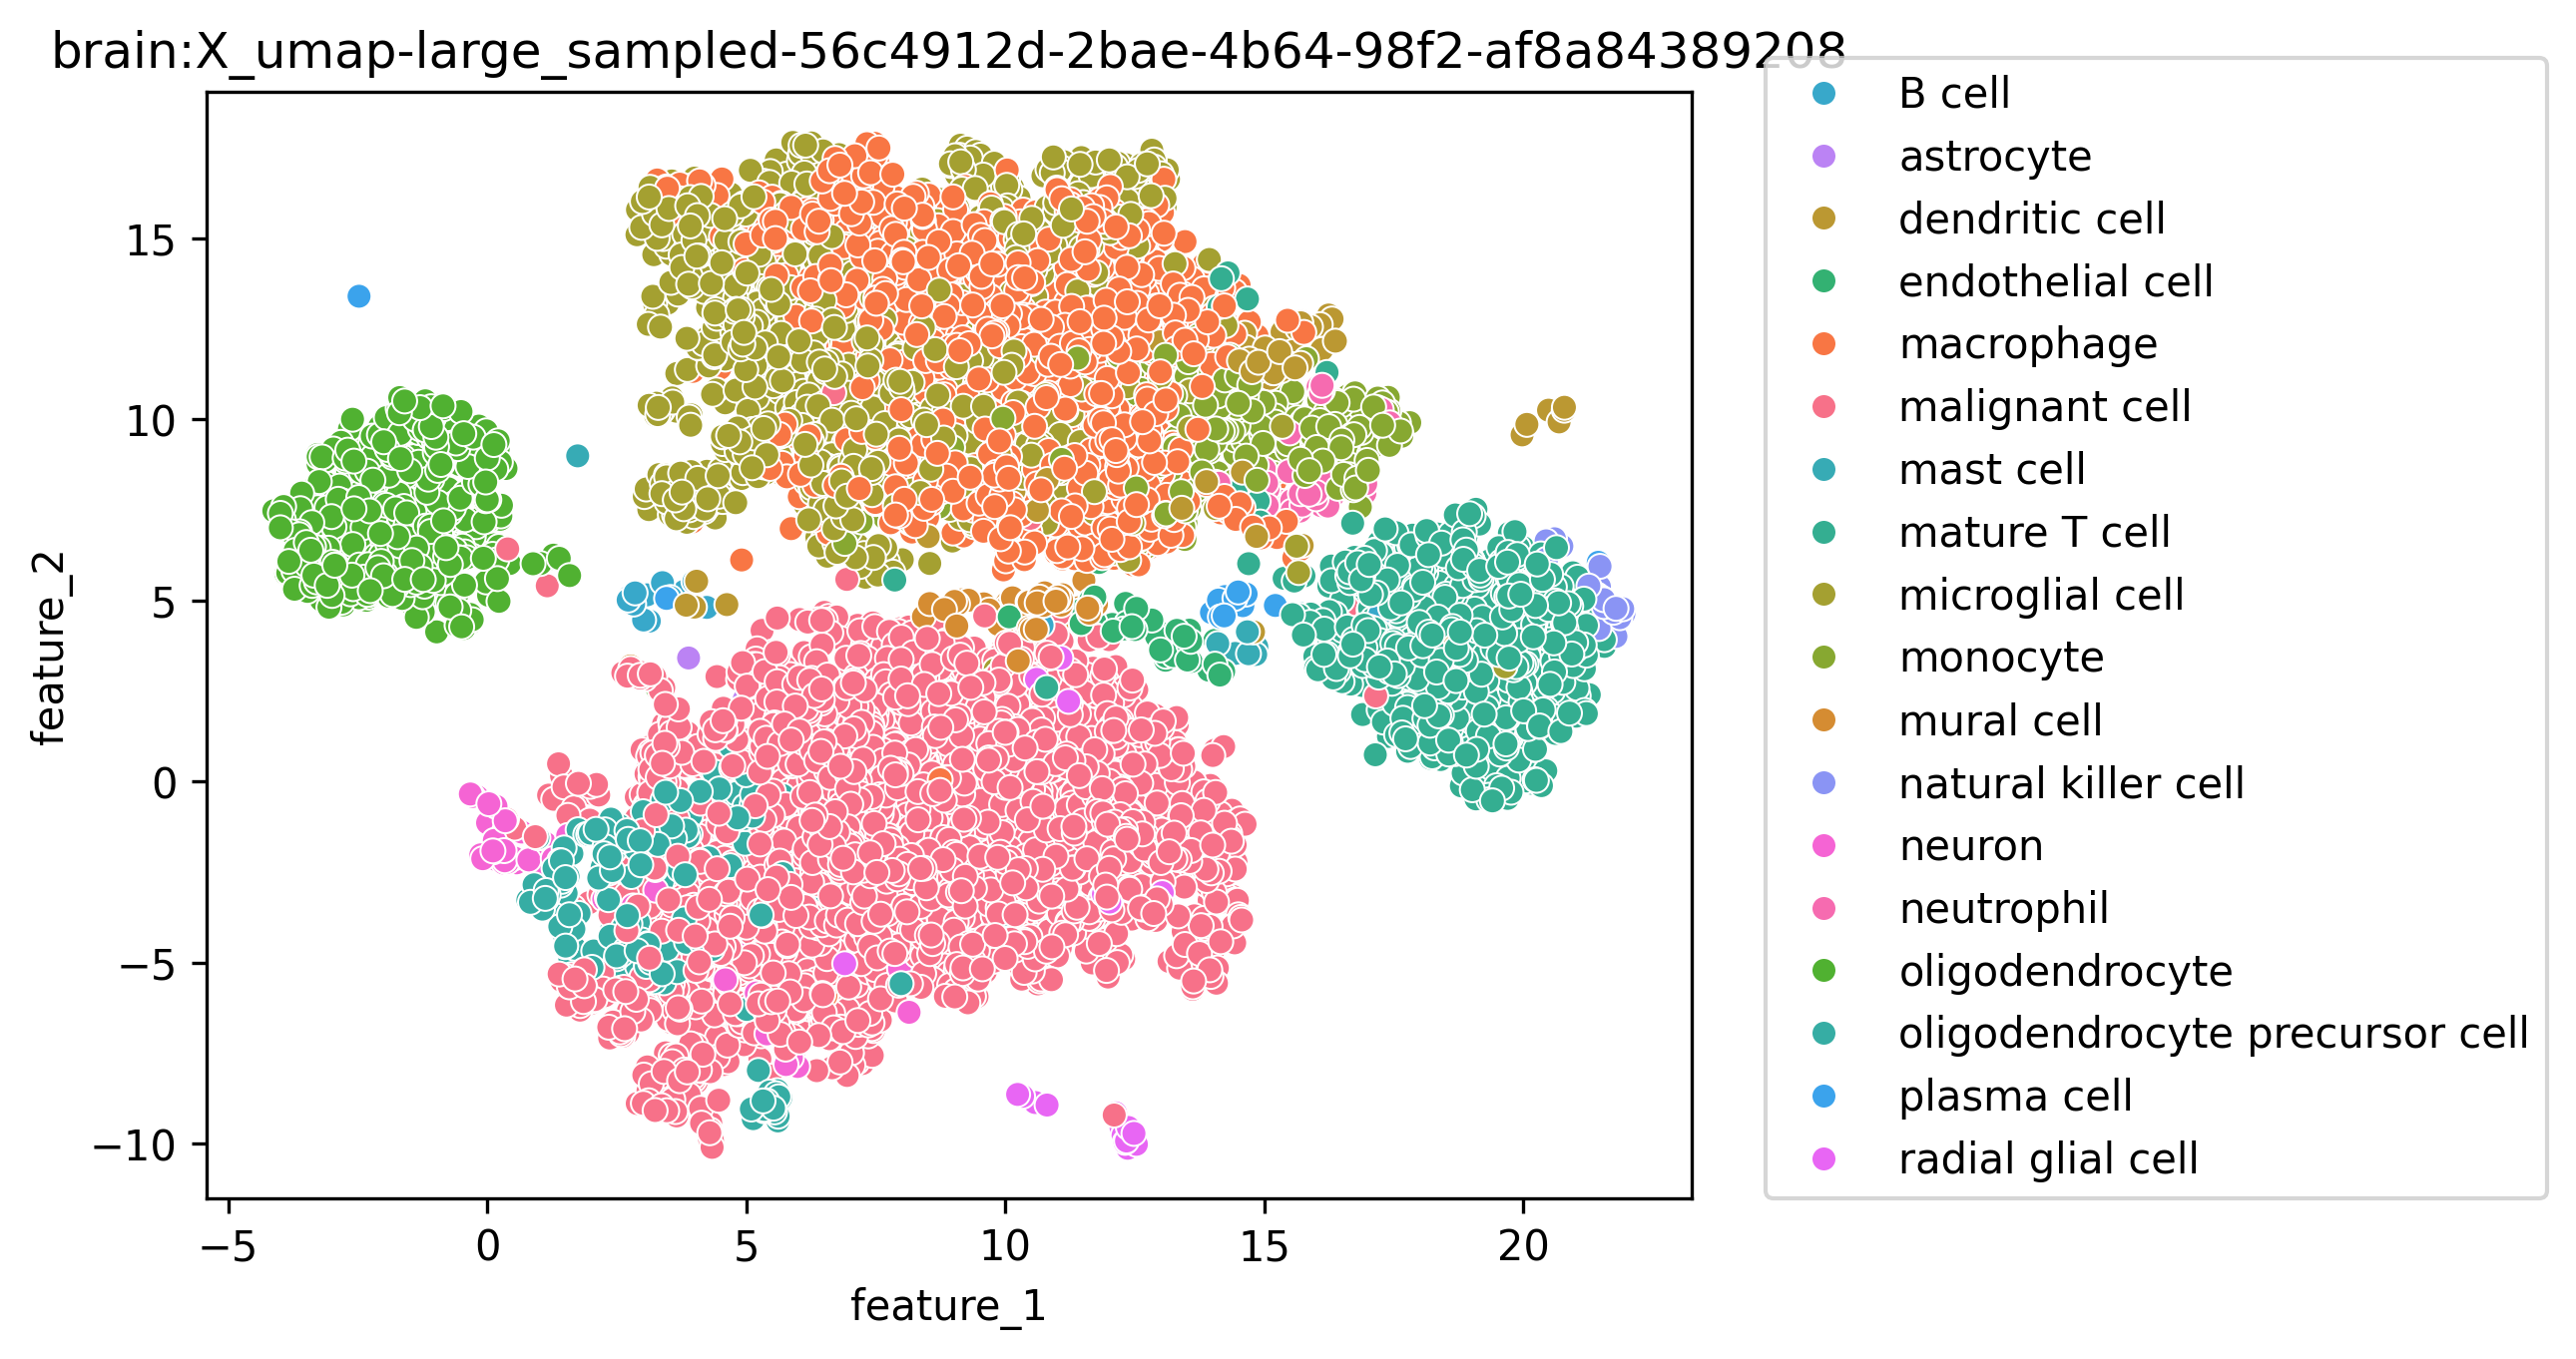 brain:X_umap-large_sampled-56c4912d-2bae-4b64-98f2-af8a84389208
B cell
astrocyte
dendritic cell
endothelial cell
macrophage
malignant cell
mast cell
mature T cell
microglial cell
monocyte
mural cell
natural killer cell
neuron
neutrophil
oligodendrocyte
oligodendrocyte precursor cell
plasma cell
radial glial cell
feature_2
15
10
5
0
−5
−10
−5 0 5 10 15 20
feature_1